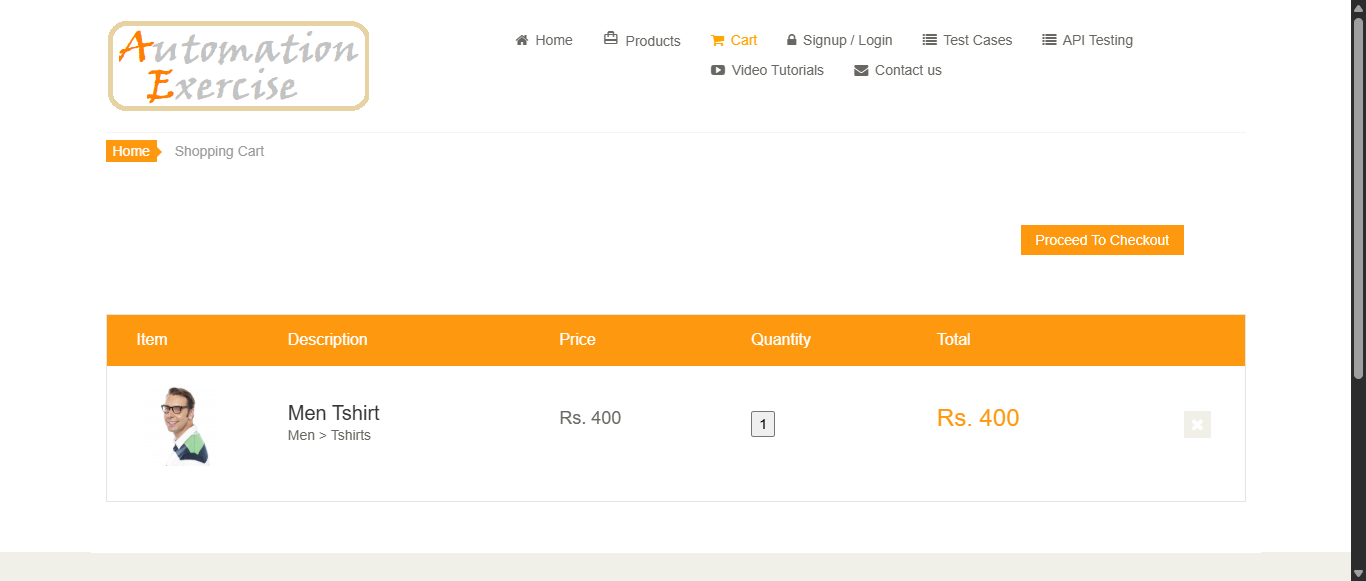 Automation
Exercise
Home Products Cart Signup / Login Test Cases API Testing
Video Tutorials Contact us
Home Shopping Cart
Proceed To Checkout
Item Description Price Quantity Total
Men Tshirt Rs. 400 1 Rs. 400
Men > Tshirts